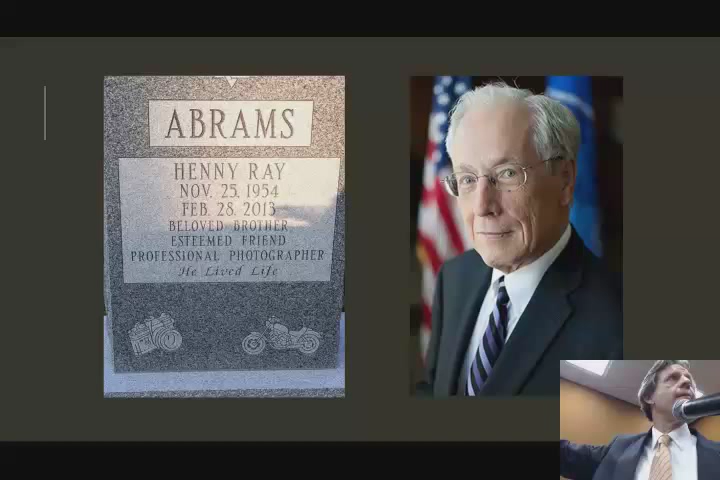 ABRAMS
HENNY RAY
NOV. 25, 1954
FEB. 28, 2013
BELOVED BROTHER
ESTEEMED FRIEND
PROFESSIONAL PHOTOGRAPHER
He Lived Life